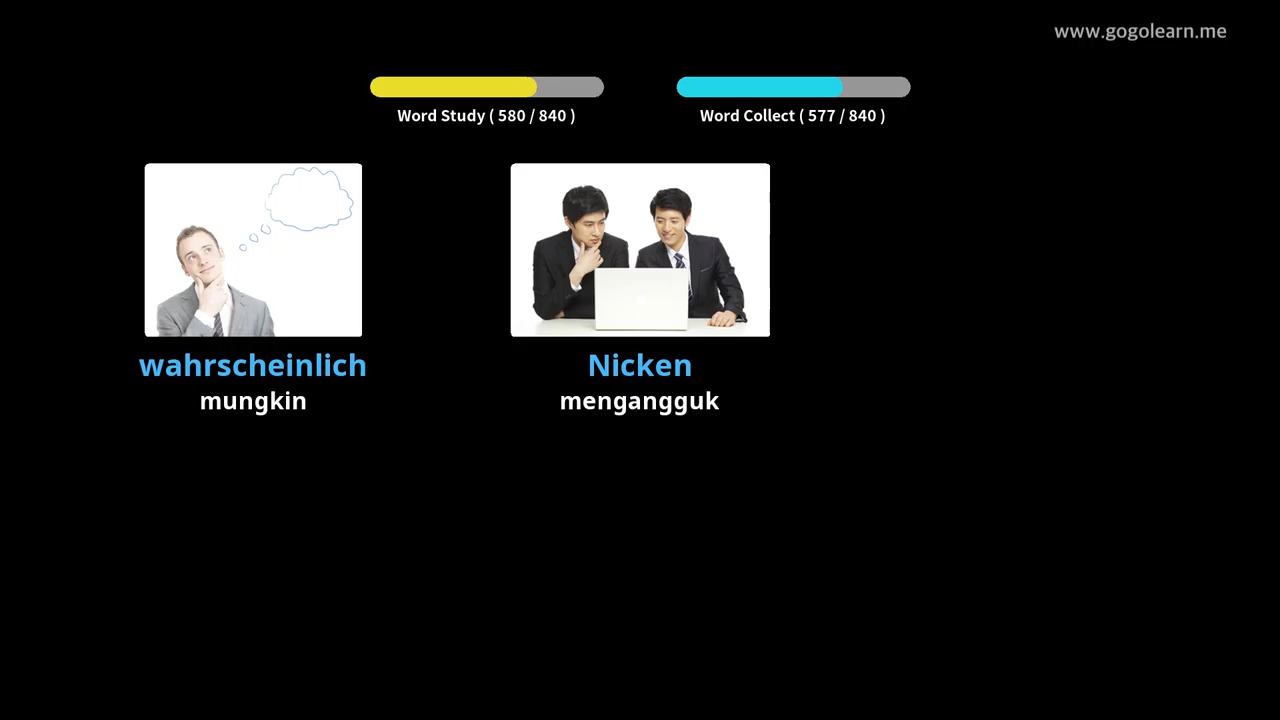 www.gogolearn.me
Word Study ( 580 / 840 )
Word Collect ( 577 / 840 )
wahrscheinlich
mungkin
Nicken
mengangguk